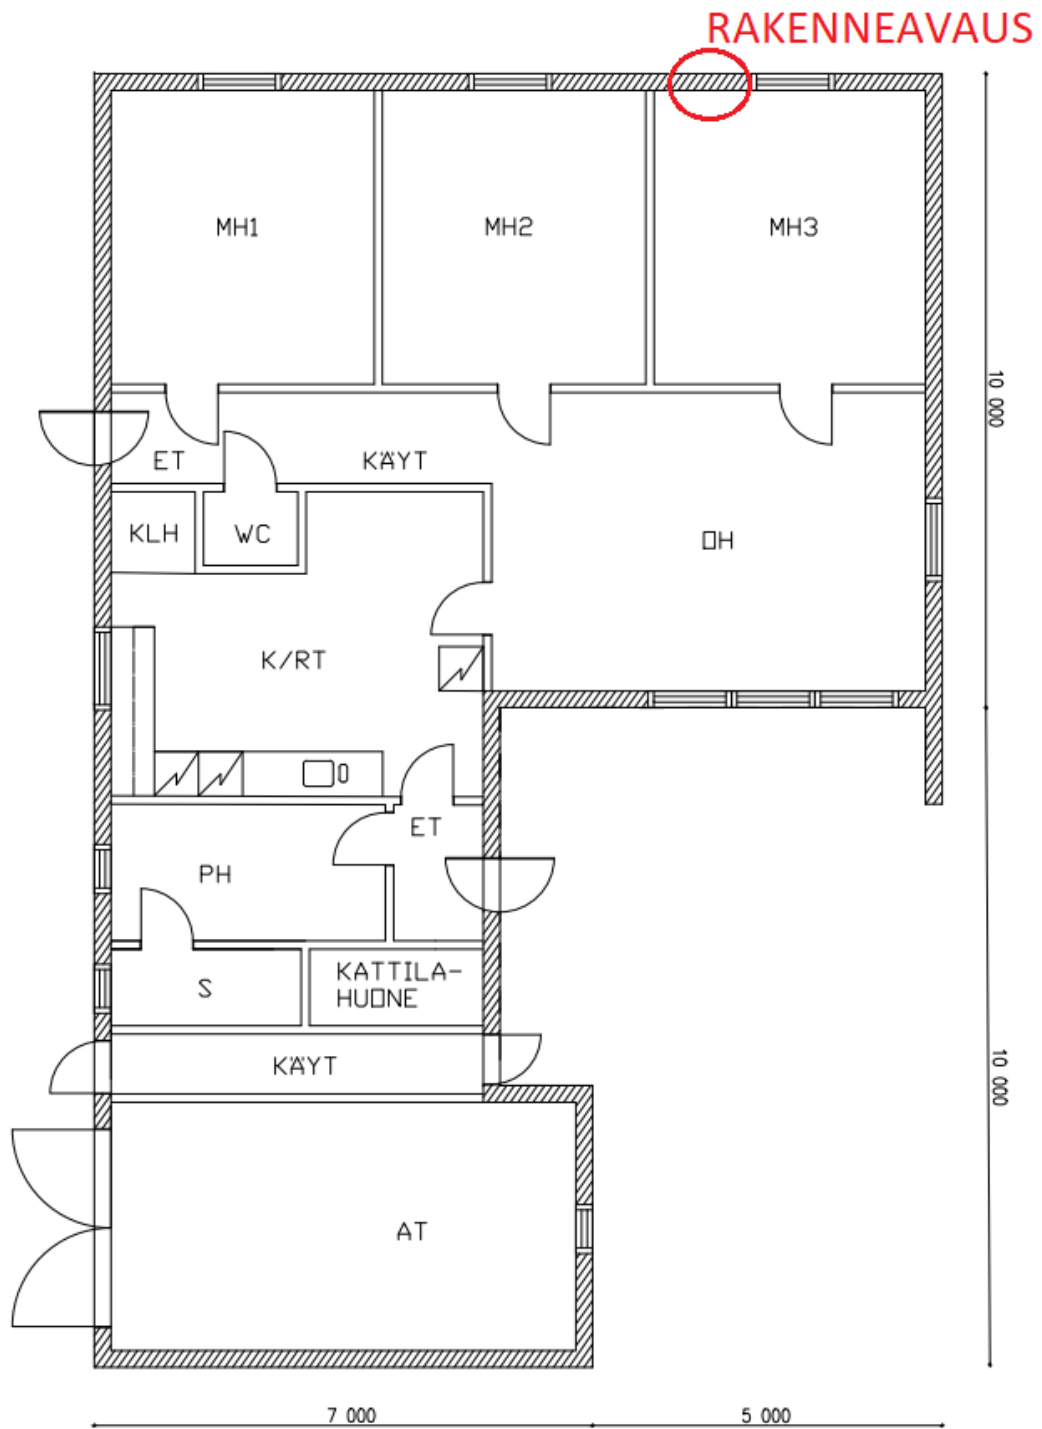 RAKENNEAVAUS
MH1
MH2
MH3
10 000
ET
KÄYT
KLH
WC
OH
K/RT
ET
PH
S
KATTILA-
HUONE
KÄYT
10 000
AT
7 000
5 000